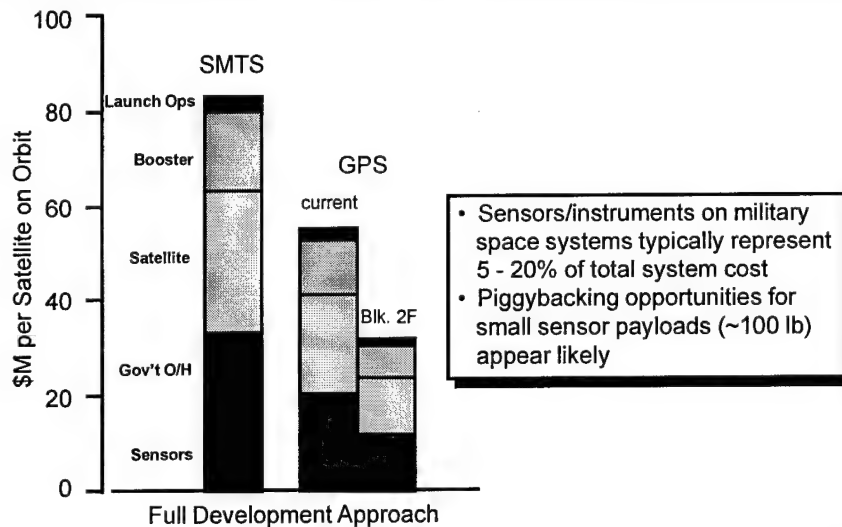 100
80
60
40
20
0
$M per Satellite on Orbit
SMTS
Launch Ops
Booster
Satellite
Gov't O/H
Sensors
GPS
current
Blk. 2F
Full Development Approach
• Sensors/instruments on military
space systems typically represent
5 - 20% of total system cost
• Piggybacking opportunities for
small sensor payloads (~100 lb)
appear likely